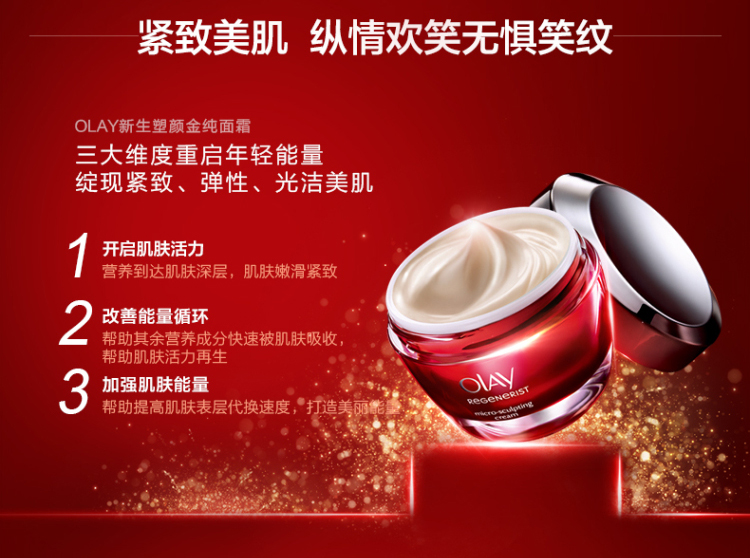 紧致美肌 纵情欢笑无惧笑纹
OLAY新生塑颜金纯面霜
三大维度重启年轻能量
绽现紧致、弹性、光洁美肌
1 开启肌肤活力
营养到达肌肤深层，肌肤嫩滑紧致
2 改善能量循环
帮助其余营养成分快速被肌肤吸收，
帮助肌肤活力再生
3 加强肌肤能量
帮助提高肌肤表层代换速度，打造美丽能量
OLAY
REGENERIST
micro-sculpting
cream